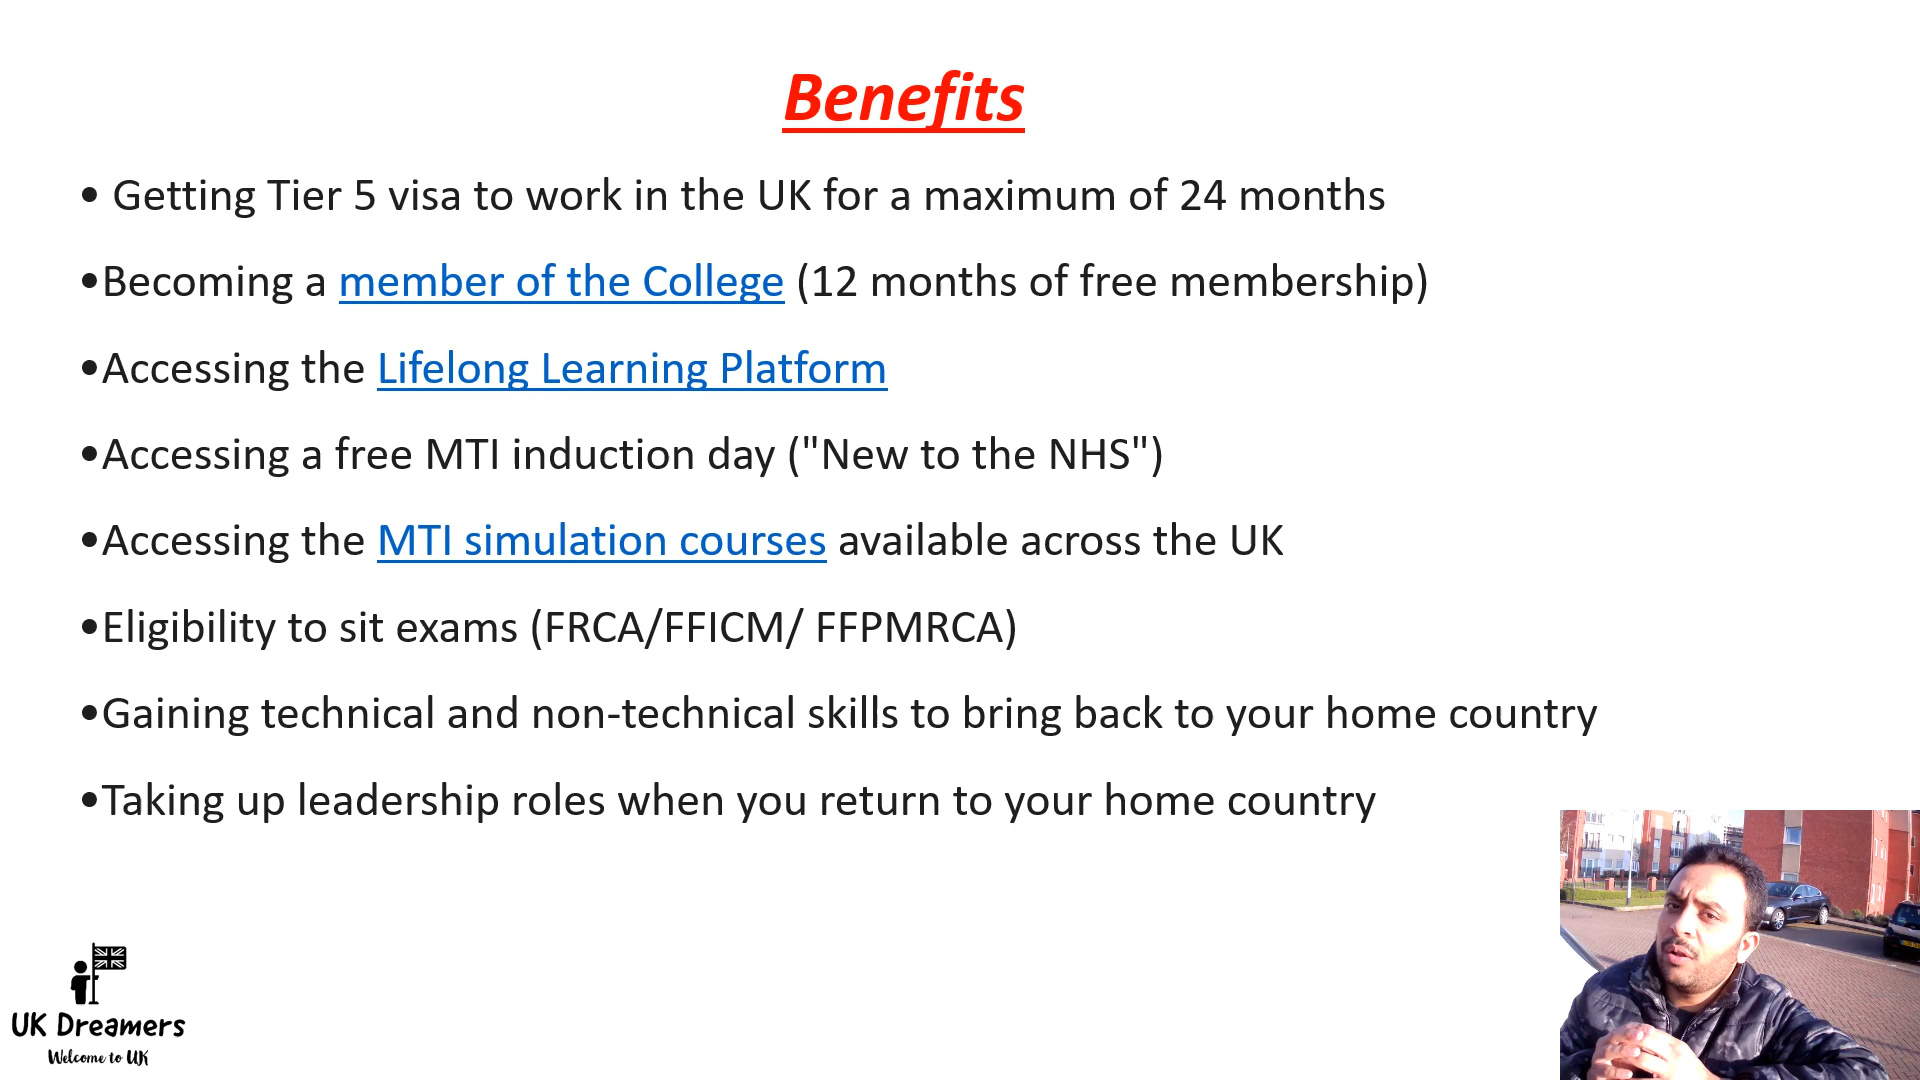 Benefits
• Getting Tier 5 visa to work in the UK for a maximum of 24 months
•Becoming a member of the College (12 months of free membership)
•Accessing the Lifelong Learning Platform
•Accessing a free MTI induction day ("New to the NHS")
•Accessing the MTI simulation courses available across the UK
•Eligibility to sit exams (FRCA/FFICM/ FFPMRCA)
•Gaining technical and non-technical skills to bring back to your home country
•Taking up leadership roles when you return to your home country
UK Dreamers
Welcome to UK